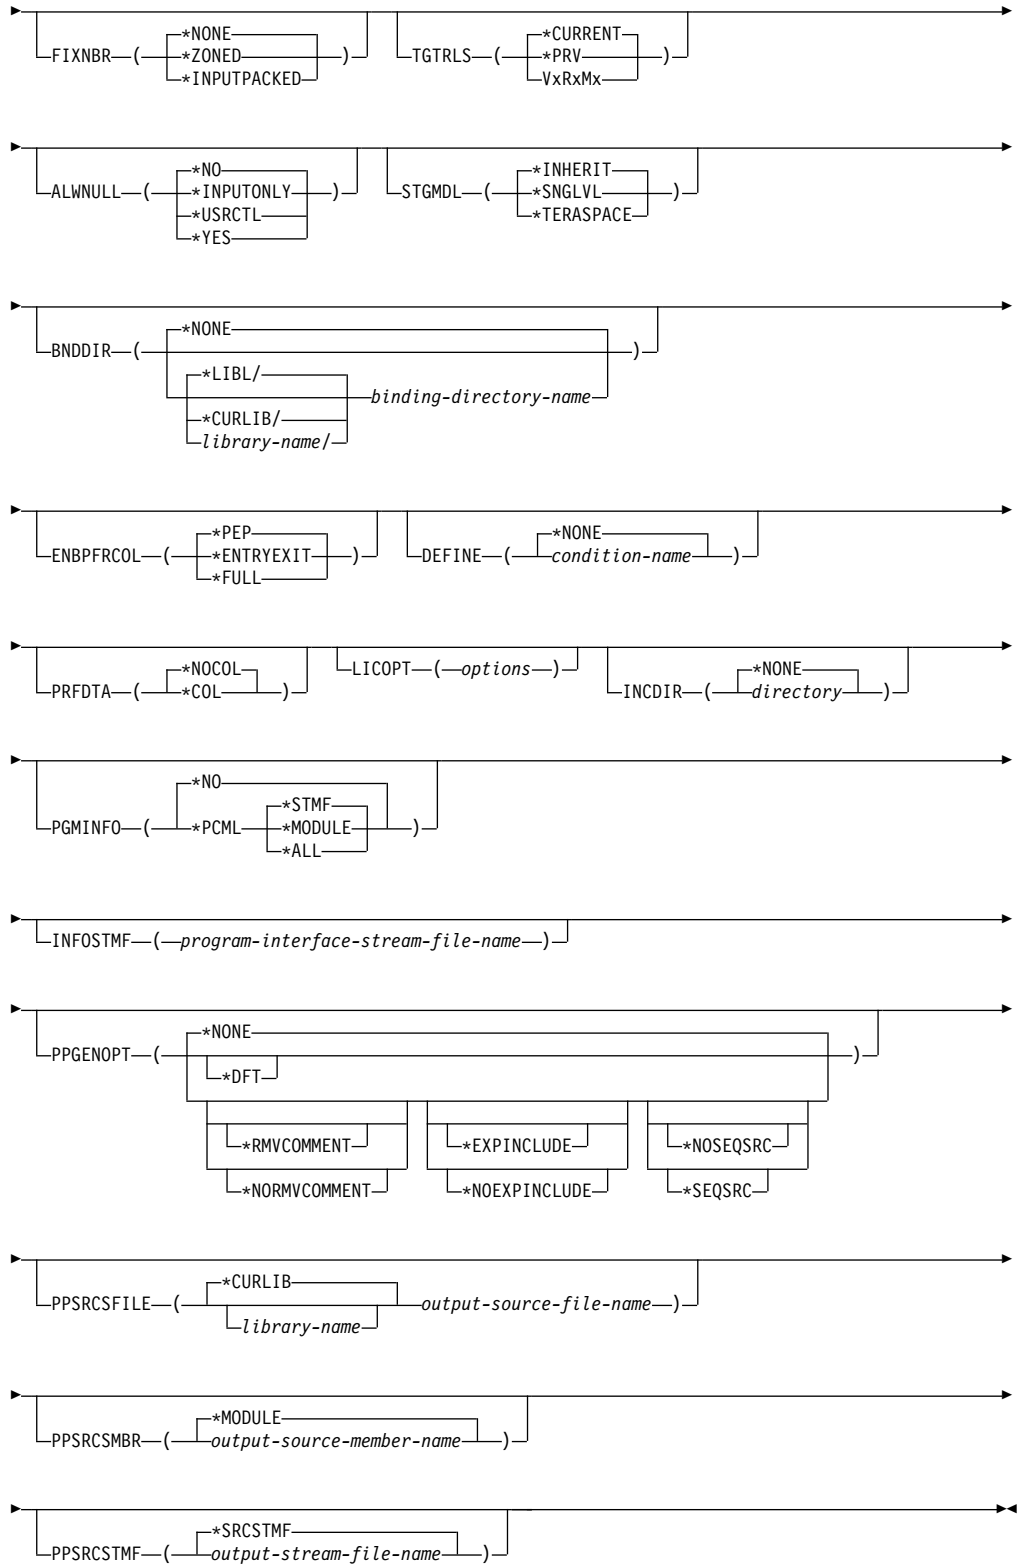 *NONE
FIXNBR ( *ZONED )
*INPUTPACKED
*CURRENT
TGTRLS ( *PRV )
VxRxMx
*NO
ALWNULL ( *INPUTONLY )
*USRCTL
*YES
*INHERIT
STGMDL ( *SNGLVL )
*TERASPACE
*NONE
BNDDIR ( )
*LIBL/
binding-directory-name
*CURLIB/
library-name/
*PEP
ENBPFRCOL ( *ENTRYEXIT )
*FULL
*NONE
DEFINE ( condition-name )
*NOCOL
PRFDTA ( *COL )
LICOPT ( options )
*NONE
INCDIR ( directory )
*NO
*STMF
PGMINFO ( *PCML *MODULE )
*ALL
INFOSTMF ( program-interface-stream-file-name )
*NONE
PPGENOPT ( )
*DFT
*RMVCOMMENT *EXPINCLUDE *NOSEQSRC
*NORMVCOMMENT *NOEXPINCLUDE *SEQSRC
*CURLIB
PPSRCSFILE ( output-source-file-name )
library-name
*MODULE
PPSRCSMBR ( output-source-member-name )
*SRCSTMF
PPSRCSTMF ( output-stream-file-name )